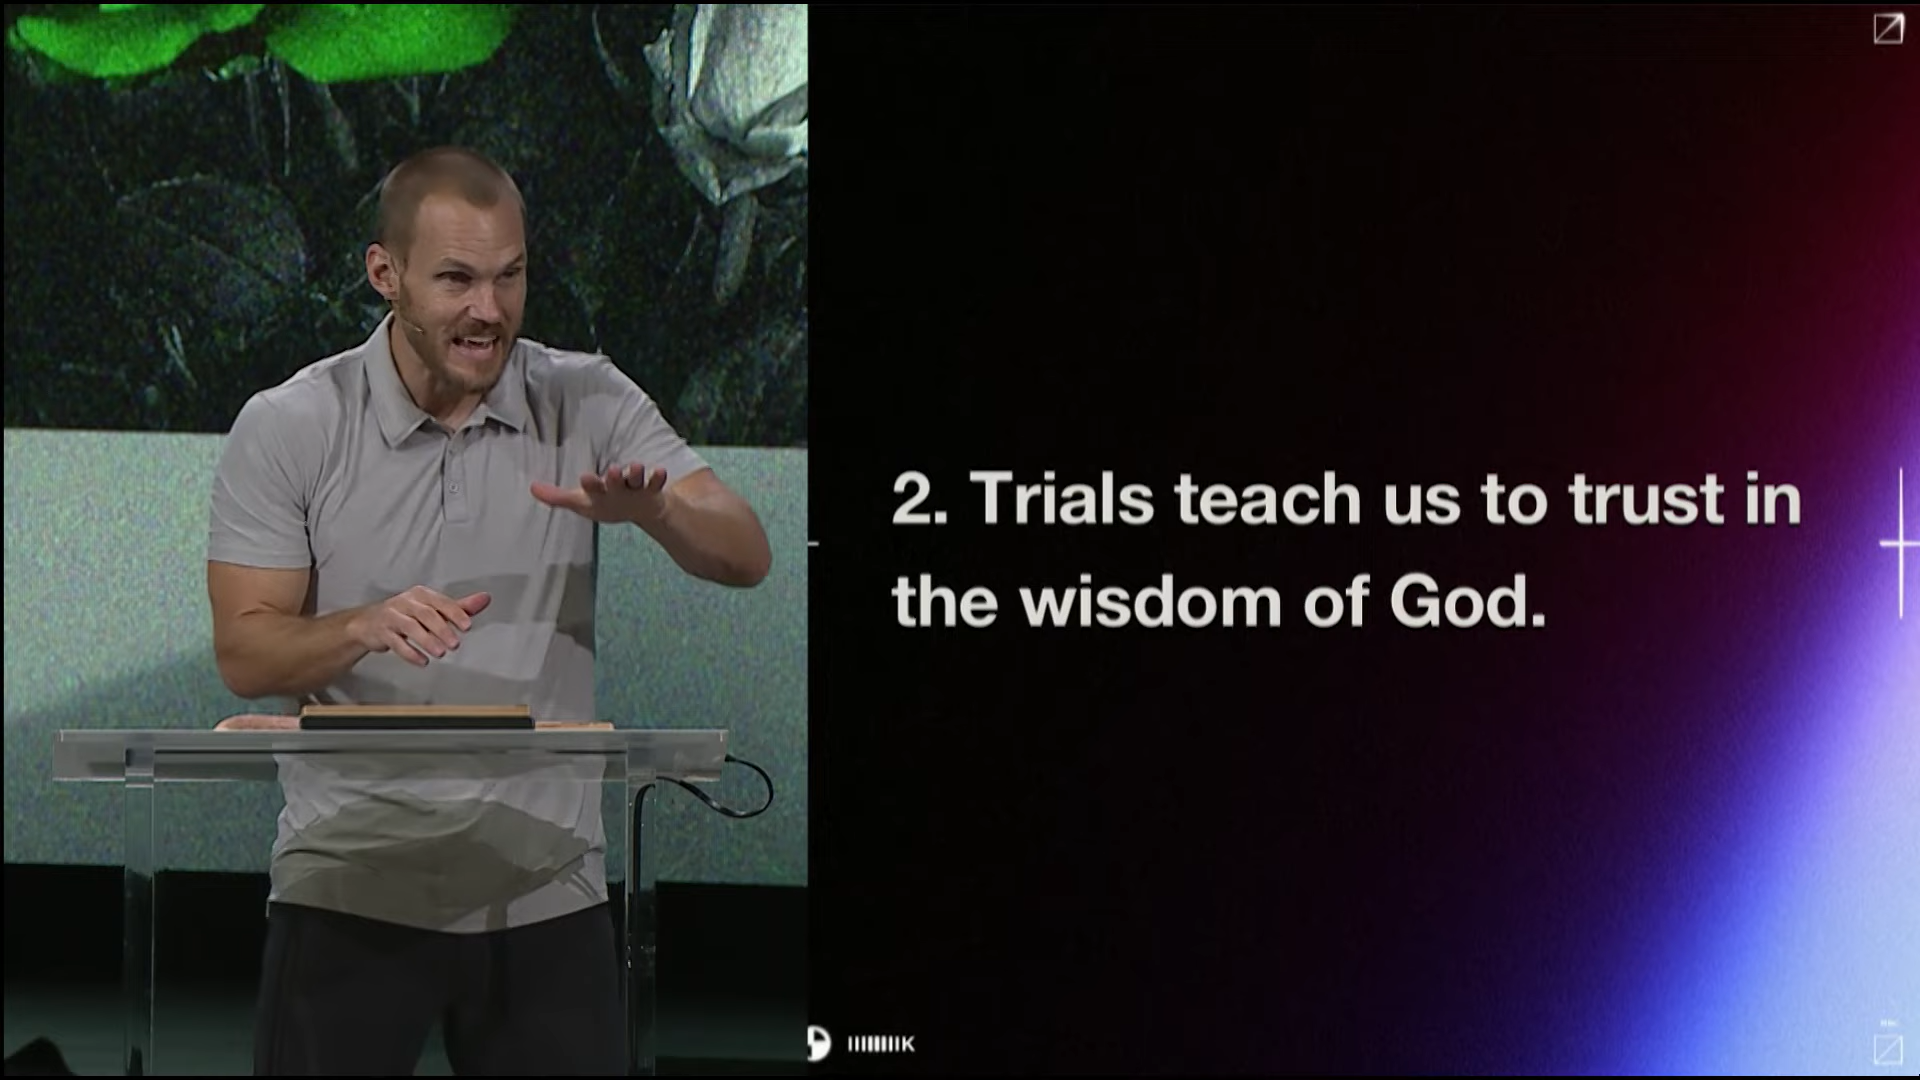 2. Trials teach us to trust in
the wisdom of God.